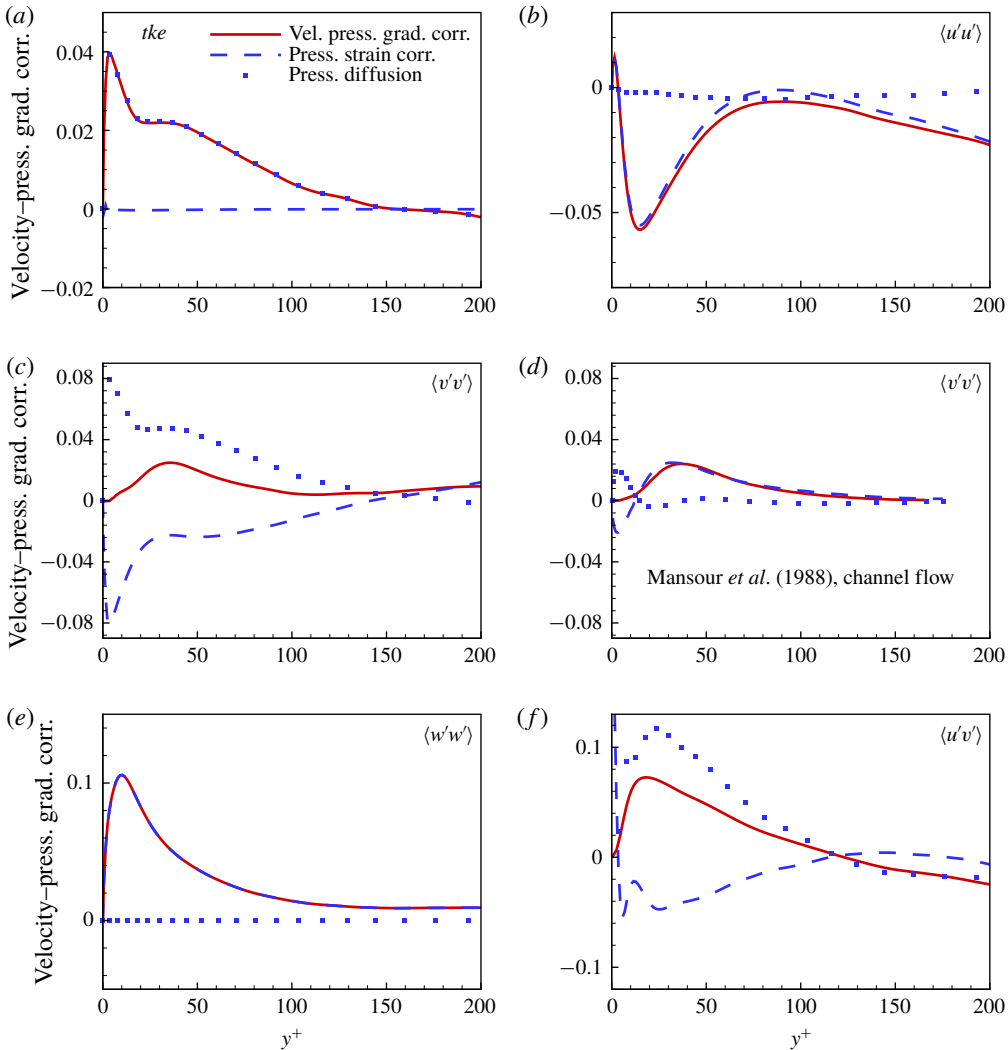 (a)
tke
Vel. press. grad. corr.
Press. strain corr.
Press. diffusion
Velocity–press. grad. corr.
0.04
0.02
0
−0.02
0 50 100 150 200
(b)
⟨u′u′⟩
0
−0.05
0 50 100 150 200
(c)
⟨v′v′⟩
Velocity–press. grad. corr.
0.08
0.04
0
−0.04
−0.08
0 50 100 150 200
(d)
⟨v′v′⟩
0.08
0.04
0
−0.04
−0.08
Mansour et al. (1988), channel flow
0 50 100 150 200
(e)
⟨w′w′⟩
Velocity–press. grad. corr.
0.1
0
0 50 100 150 200
y+
(f)
⟨u′v′⟩
0.1
0
−0.1
0 50 100 150 200
y+